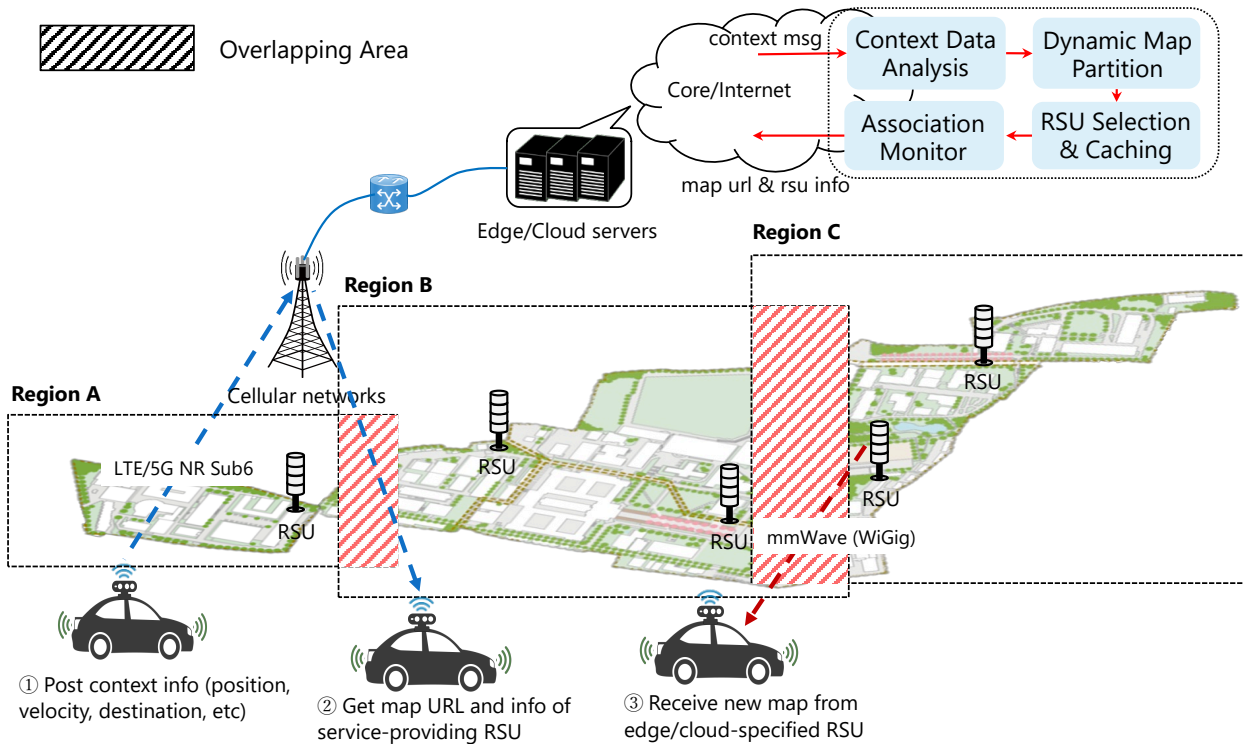 Overlapping Area
context msg
Core/Internet
Context Data
Analysis
Dynamic Map
Partition
Association
Monitor
RSU Selection
& Caching
map url & rsu info
Edge/Cloud servers
Region C
Region B
Region A
Cellular networks
LTE/5G NR Sub6
RSU
RSU
RSU
RSU
RSU
mmWave (WiGig)
① Post context info (position,
velocity, destination, etc)
② Get map URL and info of
service-providing RSU
③ Receive new map from
edge/cloud-specified RSU